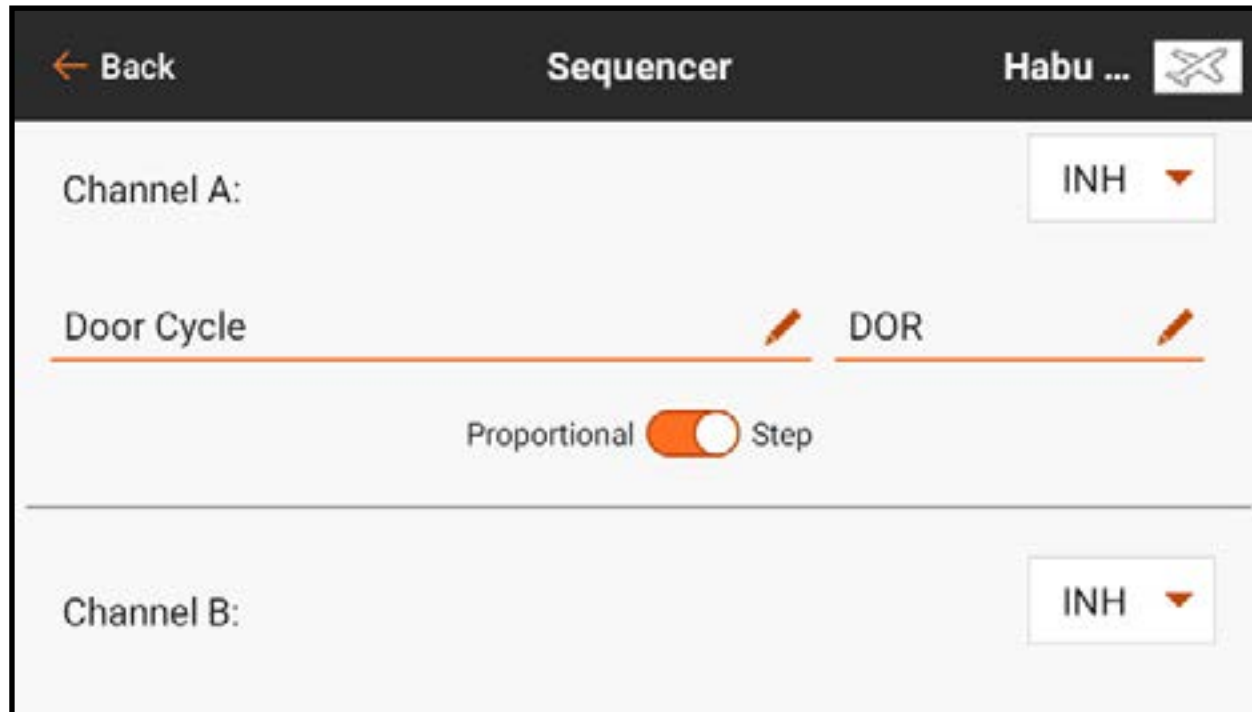 Back Sequencer Habu ...
Channel A: INH
Door Cycle DOR
Proportional Step
Channel B: INH